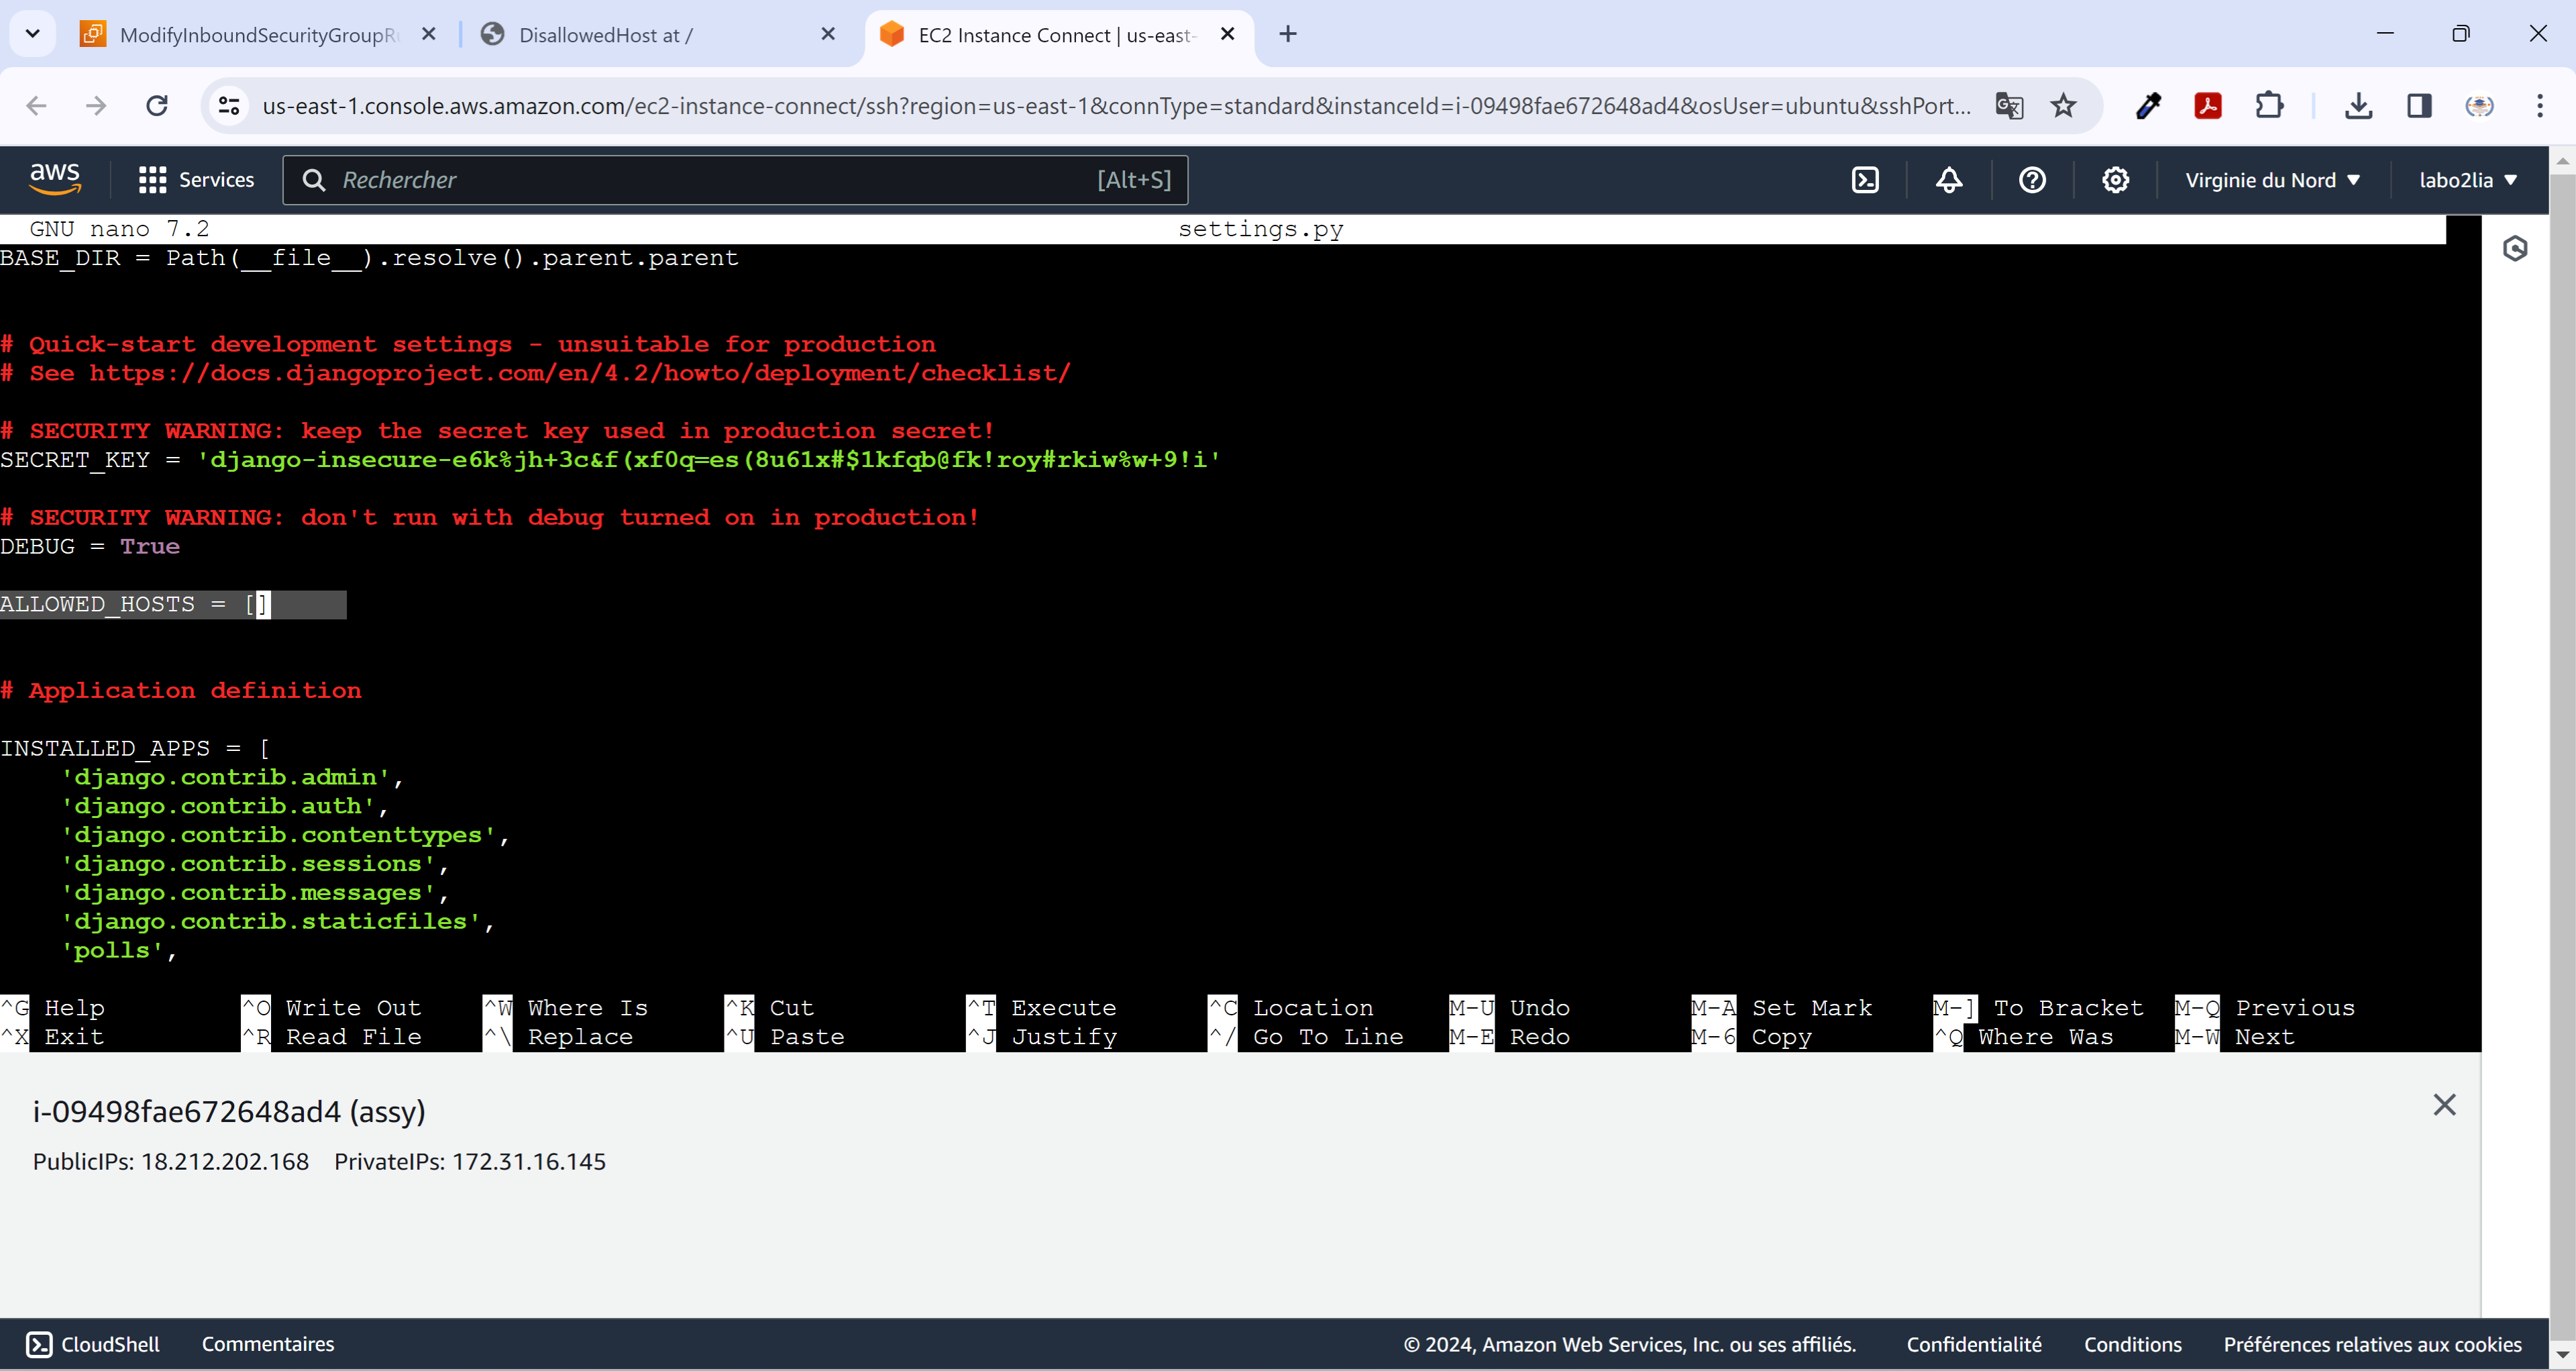 ModifyInboundSecurityGroupRu
DisallowedHost at /
EC2 Instance Connect | us-east-
us-east-1.console.aws.amazon.com/ec2-instance-connect/ssh?region=us-east-1&connType=standard&instanceId=i-09498fae672648ad4&osUser=ubuntu&sshPort...
aws Services Rechercher [Alt+S] Virginie du Nord labo2lia
GNU nano 7.2 settings.py
BASE_DIR = Path(__file__).resolve().parent.parent
# Quick-start development settings - unsuitable for production
# See https://docs.djangoproject.com/en/4.2/howto/deployment/checklist/
# SECURITY WARNING: keep the secret key used in production secret!
SECRET_KEY = 'django-insecure-e6k%jh+3c&f(xf0q=es(8u61x#$1kfqb@fk!roy#rkiw%w+9!i'
# SECURITY WARNING: don't run with debug turned on in production!
DEBUG = True
ALLOWED_HOSTS = []
# Application definition
INSTALLED_APPS = [
'django.contrib.admin',
'django.contrib.auth',
'django.contrib.contenttypes',
'django.contrib.sessions',
'django.contrib.messages',
'django.contrib.staticfiles',
'polls',
^G Help ^O Write Out ^W Where Is ^K Cut ^T Execute ^C Location M-U Undo M-A Set Mark M-] To Bracket M-Q Previous
^X Exit ^R Read File ^\ Replace ^U Paste ^J Justify ^/ Go To Line M-E Redo M-6 Copy ^Q Where Was M-W Next
i-09498fae672648ad4 (assy)
PublicIPs: 18.212.202.168 PrivateIPs: 172.31.16.145
CloudShell Commentaires © 2024, Amazon Web Services, Inc. ou ses affiliés. Confidentialité Conditions Préférences relatives aux cookies